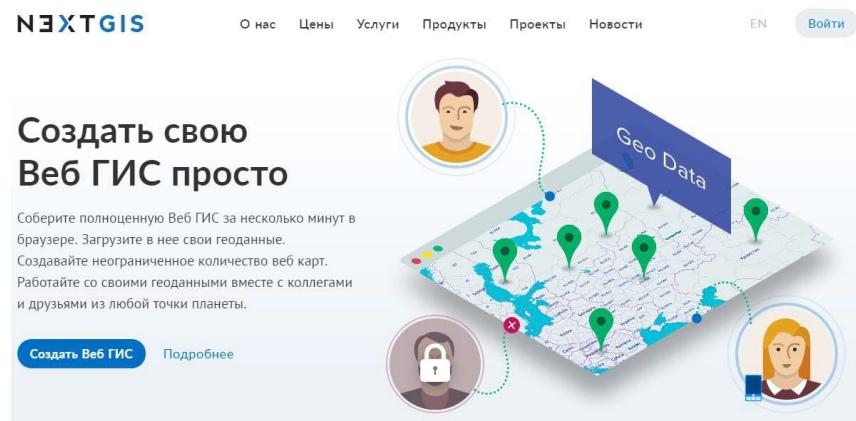 NEXTGIS
О нас Цены Услуги Продукты Проекты Новости EN Войти
Создать свою
Веб ГИС просто
Соберите полноценную Веб ГИС за несколько минут в
браузере. Загрузите в нее свои геоданные.
Создавайте неограниченное количество веб карт.
Работайте со своими геоданными вместе с коллегами
и друзьями из любой точки планеты.
Создать Веб ГИС Подробнее
Geo Data